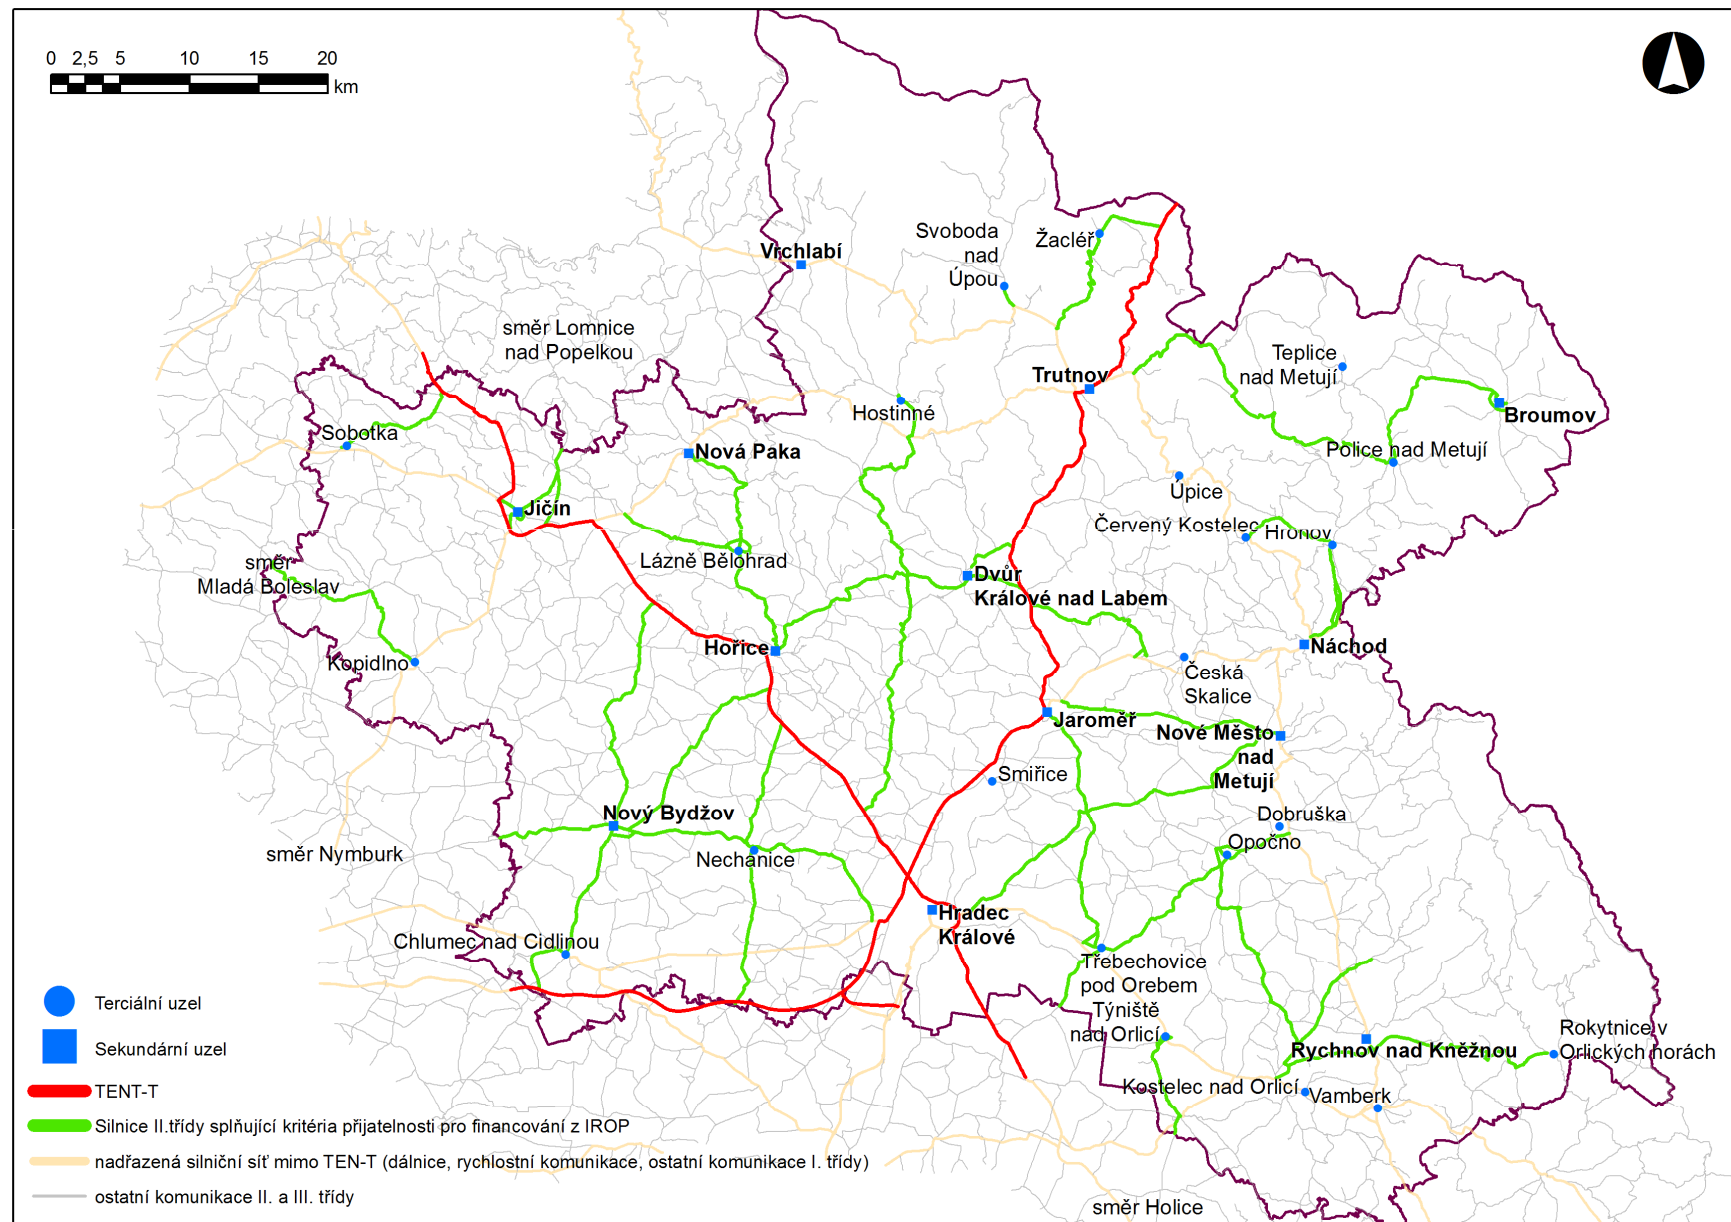 0 2,5 5 10 15 20
km
Svoboda
nad
Úpou
Žacléř
Vrchlabí
směr Lomnice
nad Popelkou
Teplice
nad Metují
Trutnov
Hostinné
Broumov
Sobotka
Nová Paka
Police nad Metují
Úpice
Jičín
Červený Kostelec
Hronov
Lázně Bělohrad
směr
Mladá Boleslav
Dvůr
Králové nad Labem
Hořice
Náchod
Kopidlno
Česká
Skalice
Jaroměř
Nové Město
nad
Metují
Smiřice
Nový Bydžov
Dobruška
Opočno
směr Nymburk
Nechanice
Hradec
Králové
Chlumec nad Cidlinou
Třebechovice
pod Orebem
Týniště
nad Orlicí
Rokytnice v
Orlických horách
Rychnov nad Kněžnou
Kostelec nad Orlicí
Vamberk
směr Holice
Terciální uzel
Sekundární uzel
TENT-T
Silnice II.třídy splňující kritéria přijatelnosti pro financování z IROP
nadřazená silniční síť mimo TEN-T (dálnice, rychlostní komunikace, ostatní komunikace I. třídy)
ostatní komunikace II. a III. třídy